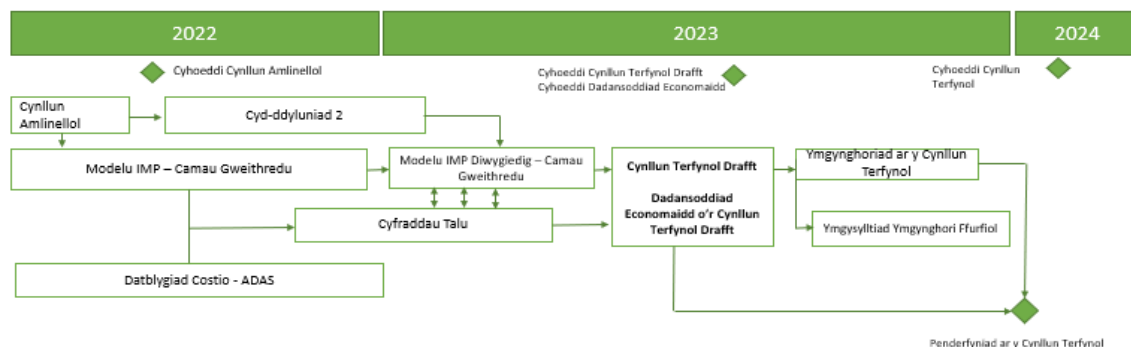 2022
2023
2024
Cyhoeddi Cynllun Amlinellol
Cyhoeddi Cynllun Terfynol Drafft
Cyhoeddi Dadansoddiad Economaidd
Cyhoeddi Cynllun
Terfynol
Cynllun
Amlinellol
Cyd-ddyluniad 2
Modelu IMP – Camau Gweithredu
Modelu IMP Diwygiedig – Camau
Gweithredu
Cynllun Terfynol Drafft
Dadansoddiad
Economaidd o'r Cynllun
Terfynol Drafft
Ymgynghoriad ar y Cynllun
Terfynol
Cyfraddau Talu
Ymgysylltiad Ymgynghori Ffurfiol
Datblygiad Costio - ADAS
Penderfyniad ar y Cynllun Terfynol